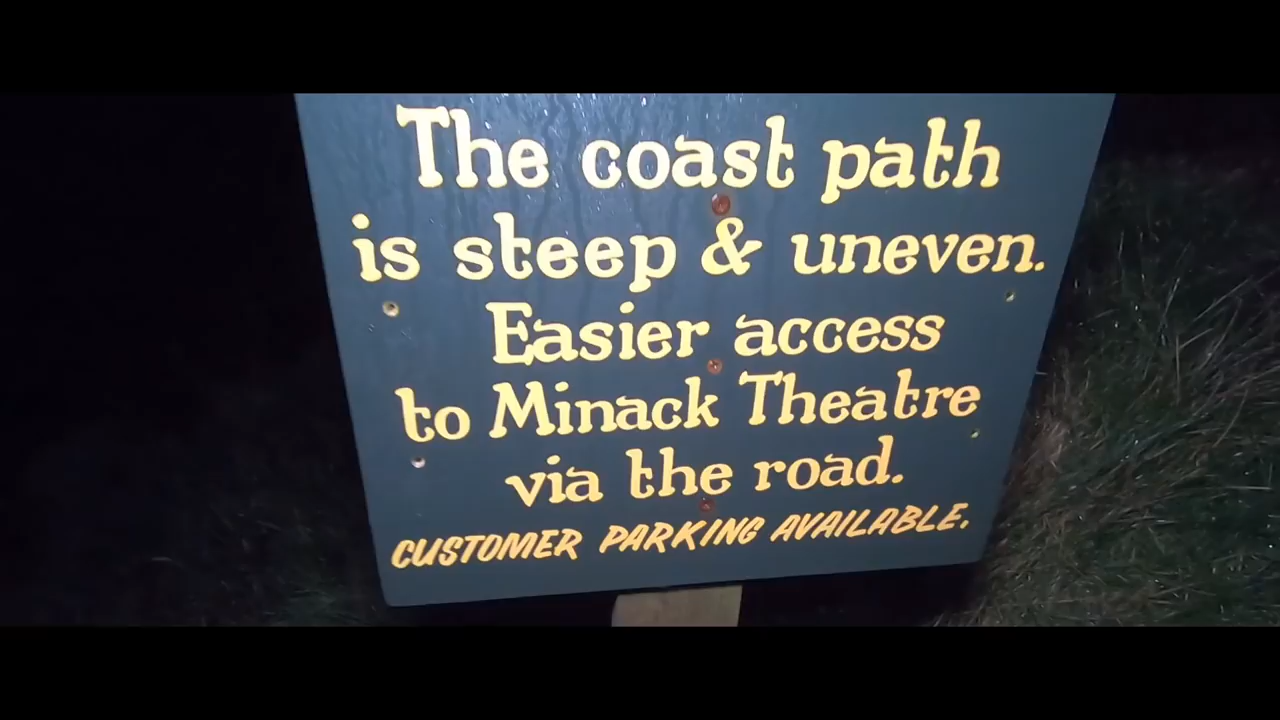 The coast path
is steep & uneven.
Easier access
to Minack Theatre
via the road.
CUSTOMER PARKING AVAILABLE.